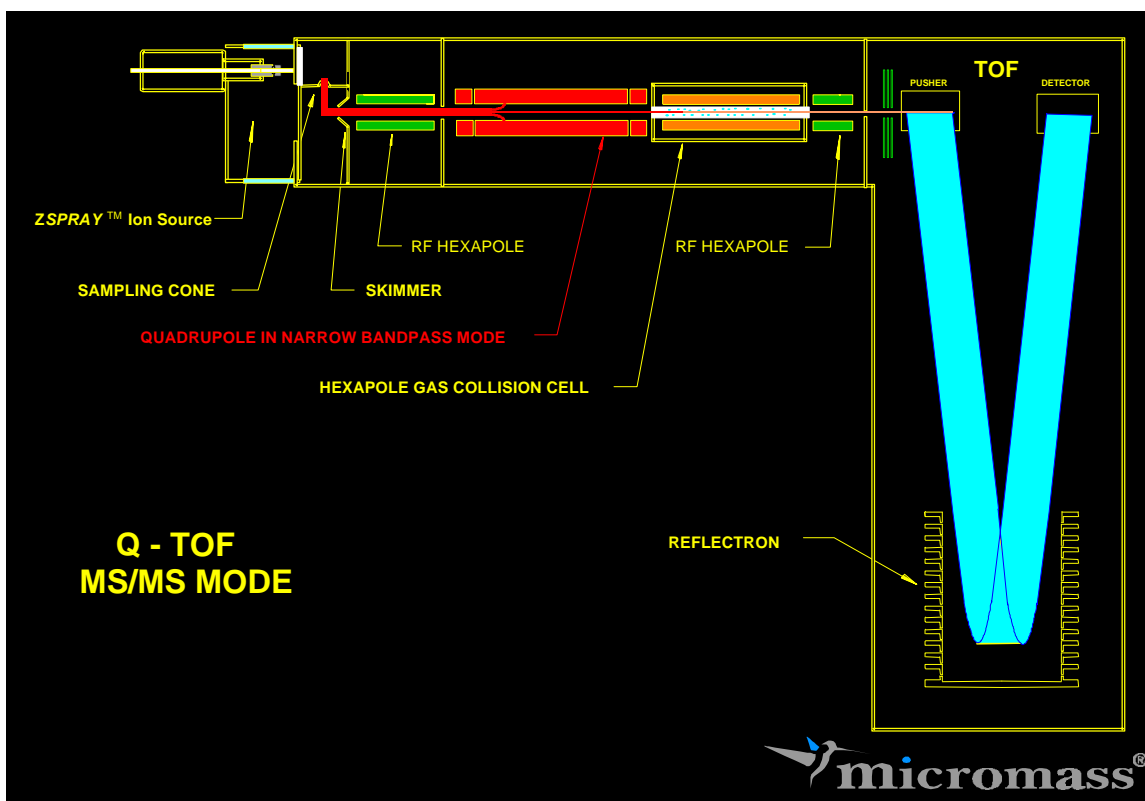 TOF
PUSHER
DETECTOR
ZSPRAY™ Ion Source
RF HEXAPOLE
RF HEXAPOLE
SAMPLING CONE
SKIMMER
QUADRUPOLE IN NARROW BANDPASS MODE
HEXAPOLE GAS COLLISION CELL
REFLECTRON
Q - TOF
MS/MS MODE
micromass®